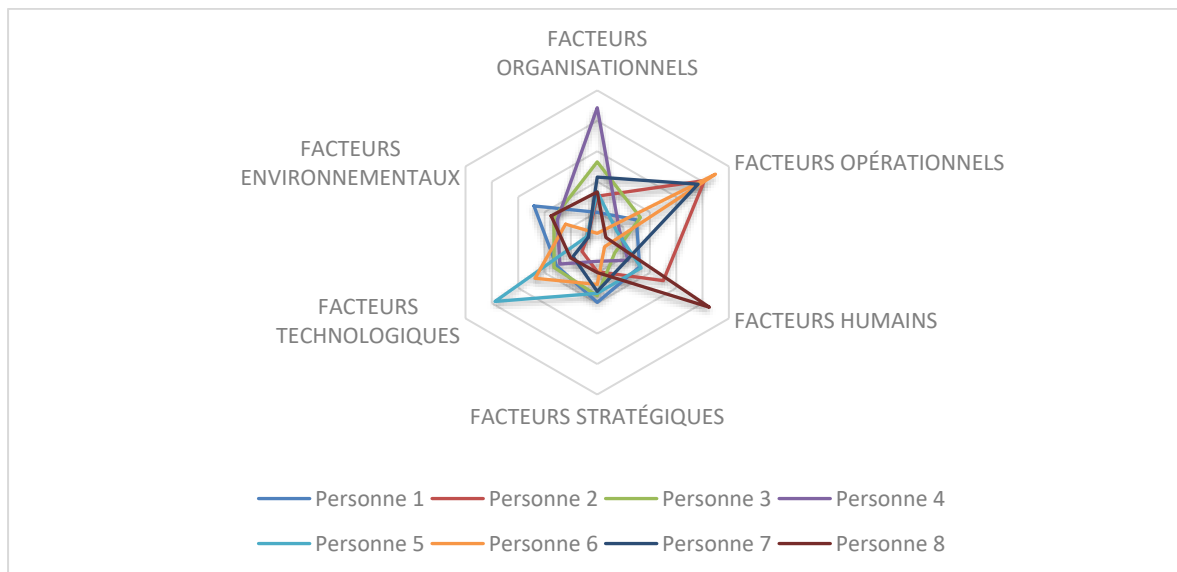 FACTEURS
ORGANISATIONNELS
FACTEURS OPÉRATIONNELS
FACTEURS HUMAINS
FACTEURS STRATÉGIQUES
FACTEURS
TECHNOLOGIQUES
FACTEURS
ENVIRONNEMENTAUX
Personne 1 Personne 2 Personne 3 Personne 4
Personne 5 Personne 6 Personne 7 Personne 8